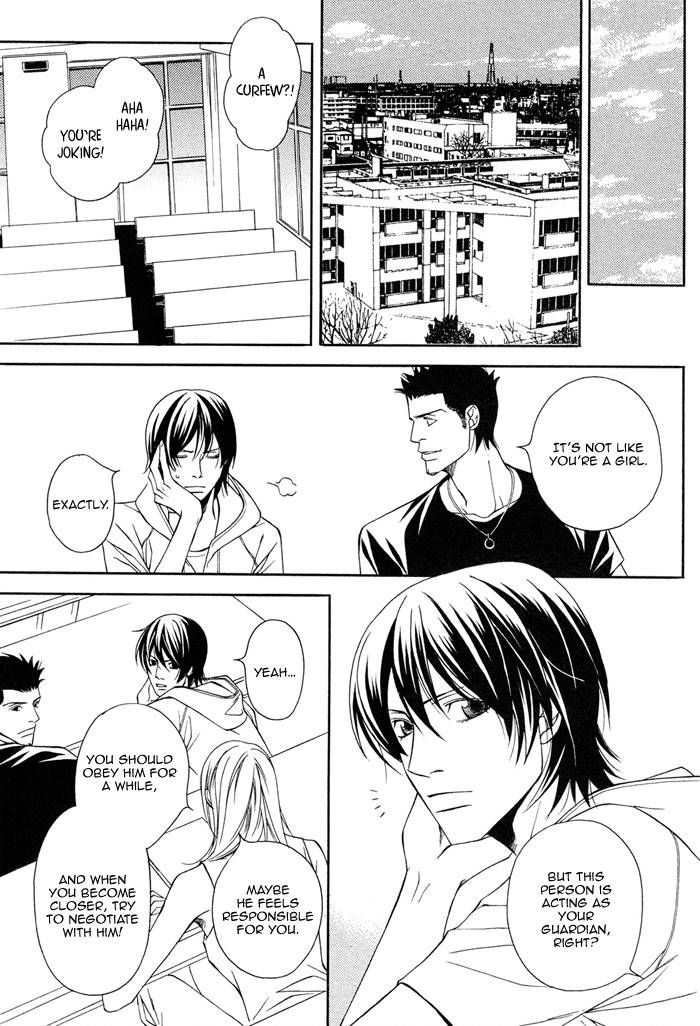 A
CURFEW?!
AHA
HAHA!
YOU'RE
JOKING!
IT'S NOT LIKE
YOU'RE A GIRL.
EXACTLY.
BUT THIS
PERSON IS
ACTING AS
YOUR
GUARDIAN,
RIGHT?
YEAH...
MAYBE
HE FEELS
RESPONSIBLE
FOR YOU.
YOU SHOULD
OBEY HIM FOR
A WHILE,
AND WHEN
YOU BECOME
CLOSER, TRY
TO NEGOTIATE
WITH HIM!